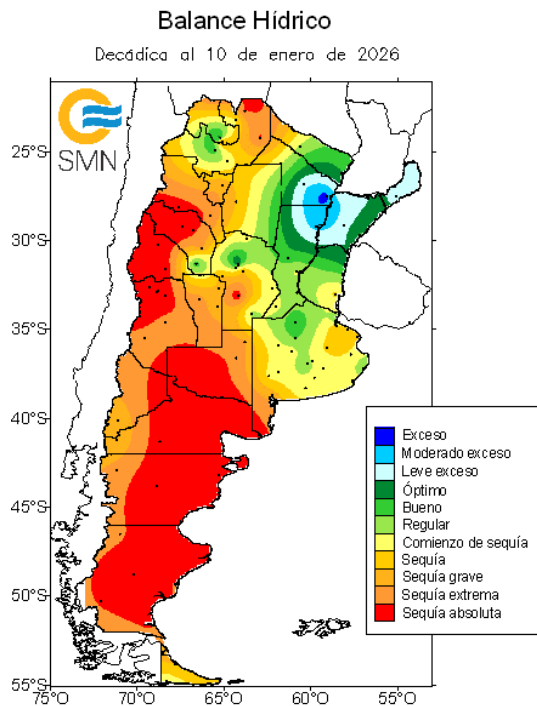 Balance Hídrico
Decádica al 10 de enero de 2026
SMN
25°S
30°S
35°S
40°S
45°S
50°S
55°S
75°O 70°O 65°O 60°O 55°O
Exceso
Moderado exceso
Leve exceso
Óptimo
Bueno
Regular
Comienzo de sequía
Sequía
Sequía grave
Sequía extrema
Sequía absoluta